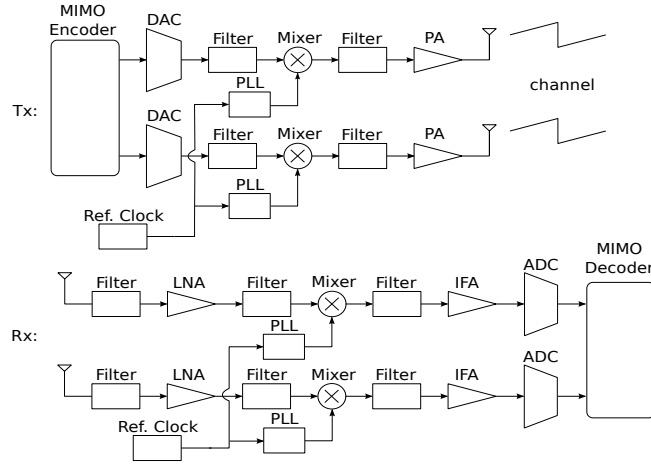 MIMO
Encoder
DAC
Filter
Mixer
Filter
PA
PLL
channel
Tx:
DAC
Filter
Mixer
Filter
PA
PLL
Ref. Clock
MIMO
Decoder
Filter
LNA
Filter
Mixer
Filter
IFA
ADC
PLL
Rx:
Filter
LNA
Filter
Mixer
Filter
IFA
ADC
Ref. Clock
PLL